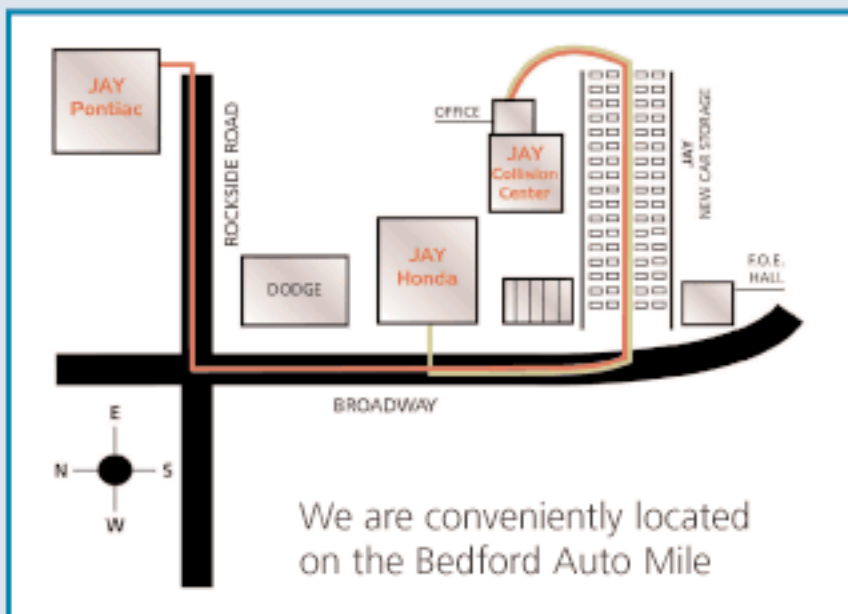 JAY
Pontiac
ROCKSIDE ROAD
OFFICE
JAY
Collision
Center
JAY
NEW CAR STORAGE
DODGE
JAY
Honda
F.O.E.
HALL
BROADWAY
E
N
S
W
We are conveniently located
on the Bedford Auto Mile